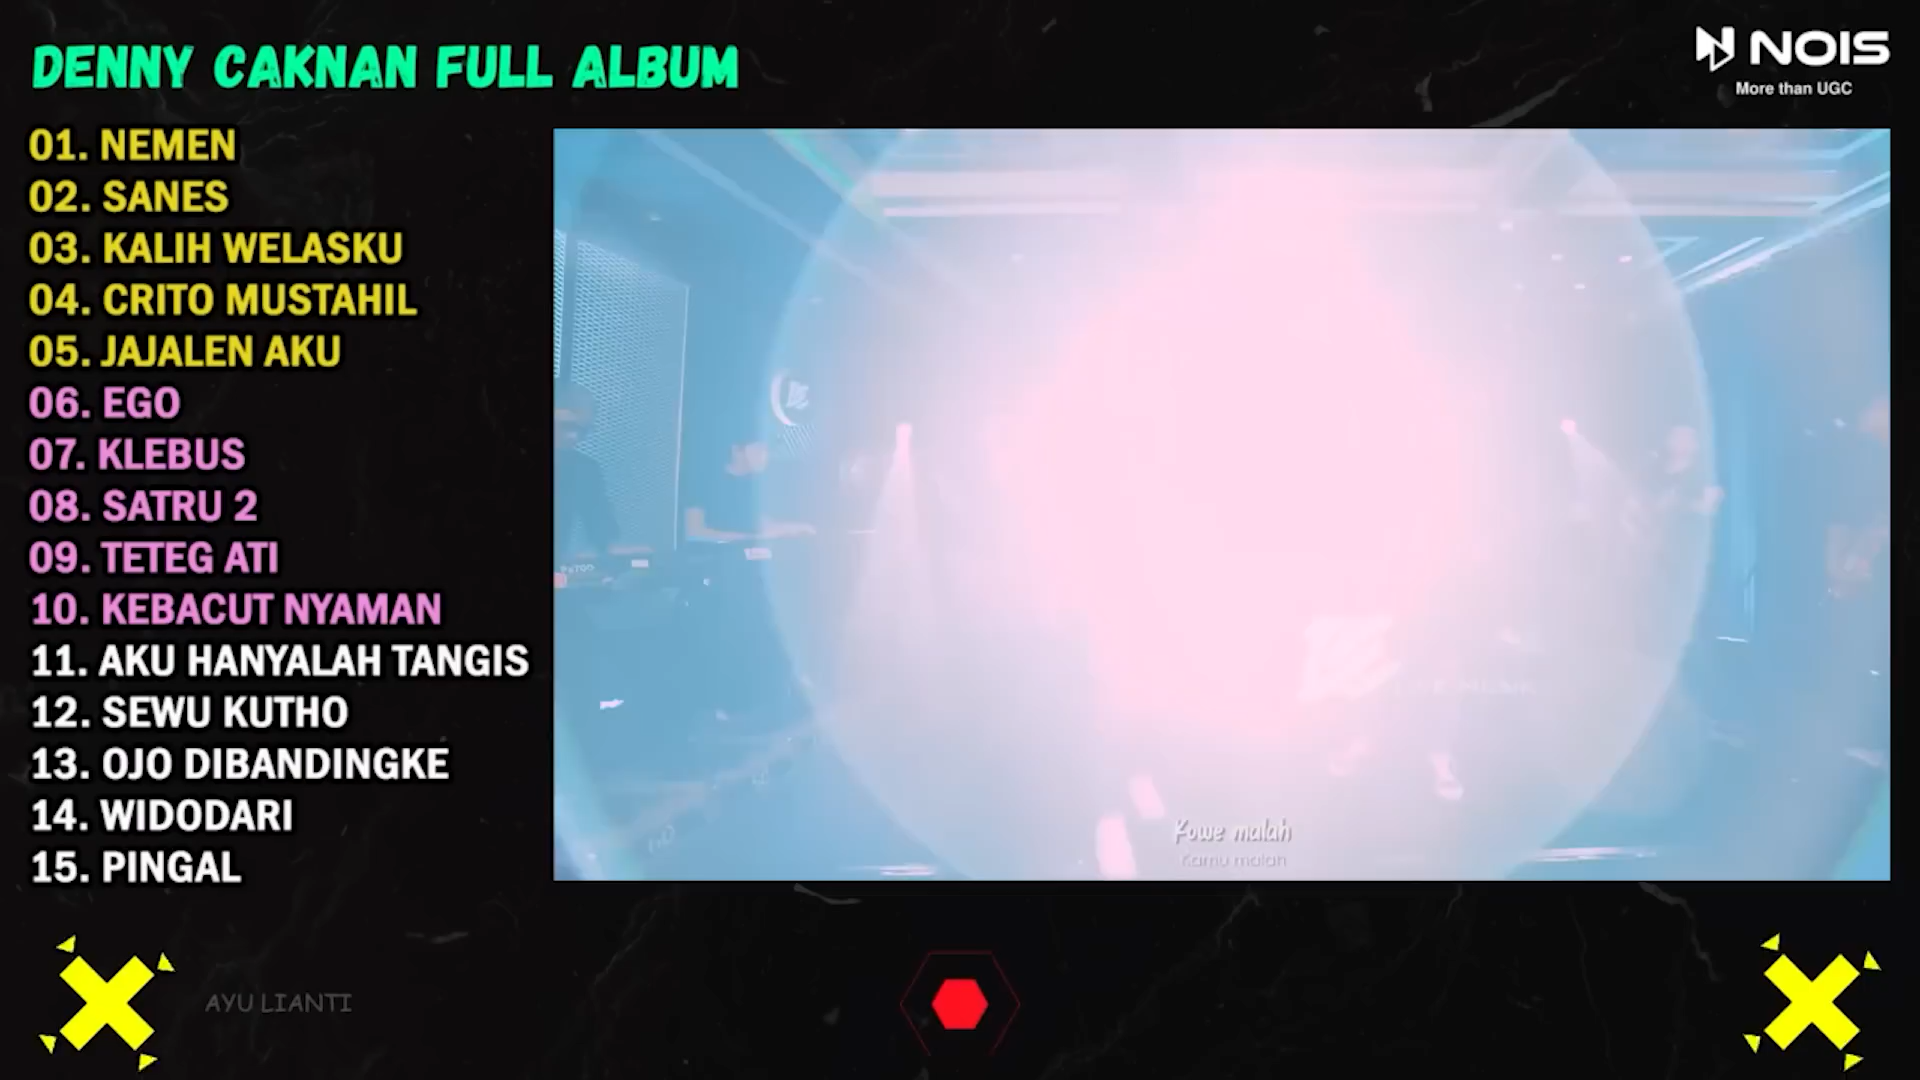 DENNY CAKNAN FULL ALBUM
NOIS
More than UGC
01. NEMEN
02. SANES
03. KALIH WELASKU
04. CRITO MUSTAHIL
05. JAJALEN AKU
06. EGO
07. KLEBUS
08. SATRU 2
09. TETEG ATI
10. KEBACUT NYAMAN
11. AKU HANYALAH TANGIS
12. SEWU KUTHO
13. OJO DIBANDINGKE
14. WIDODARI
15. PINGAL
Kowe malah
Kamu malah
AYU LIANTI